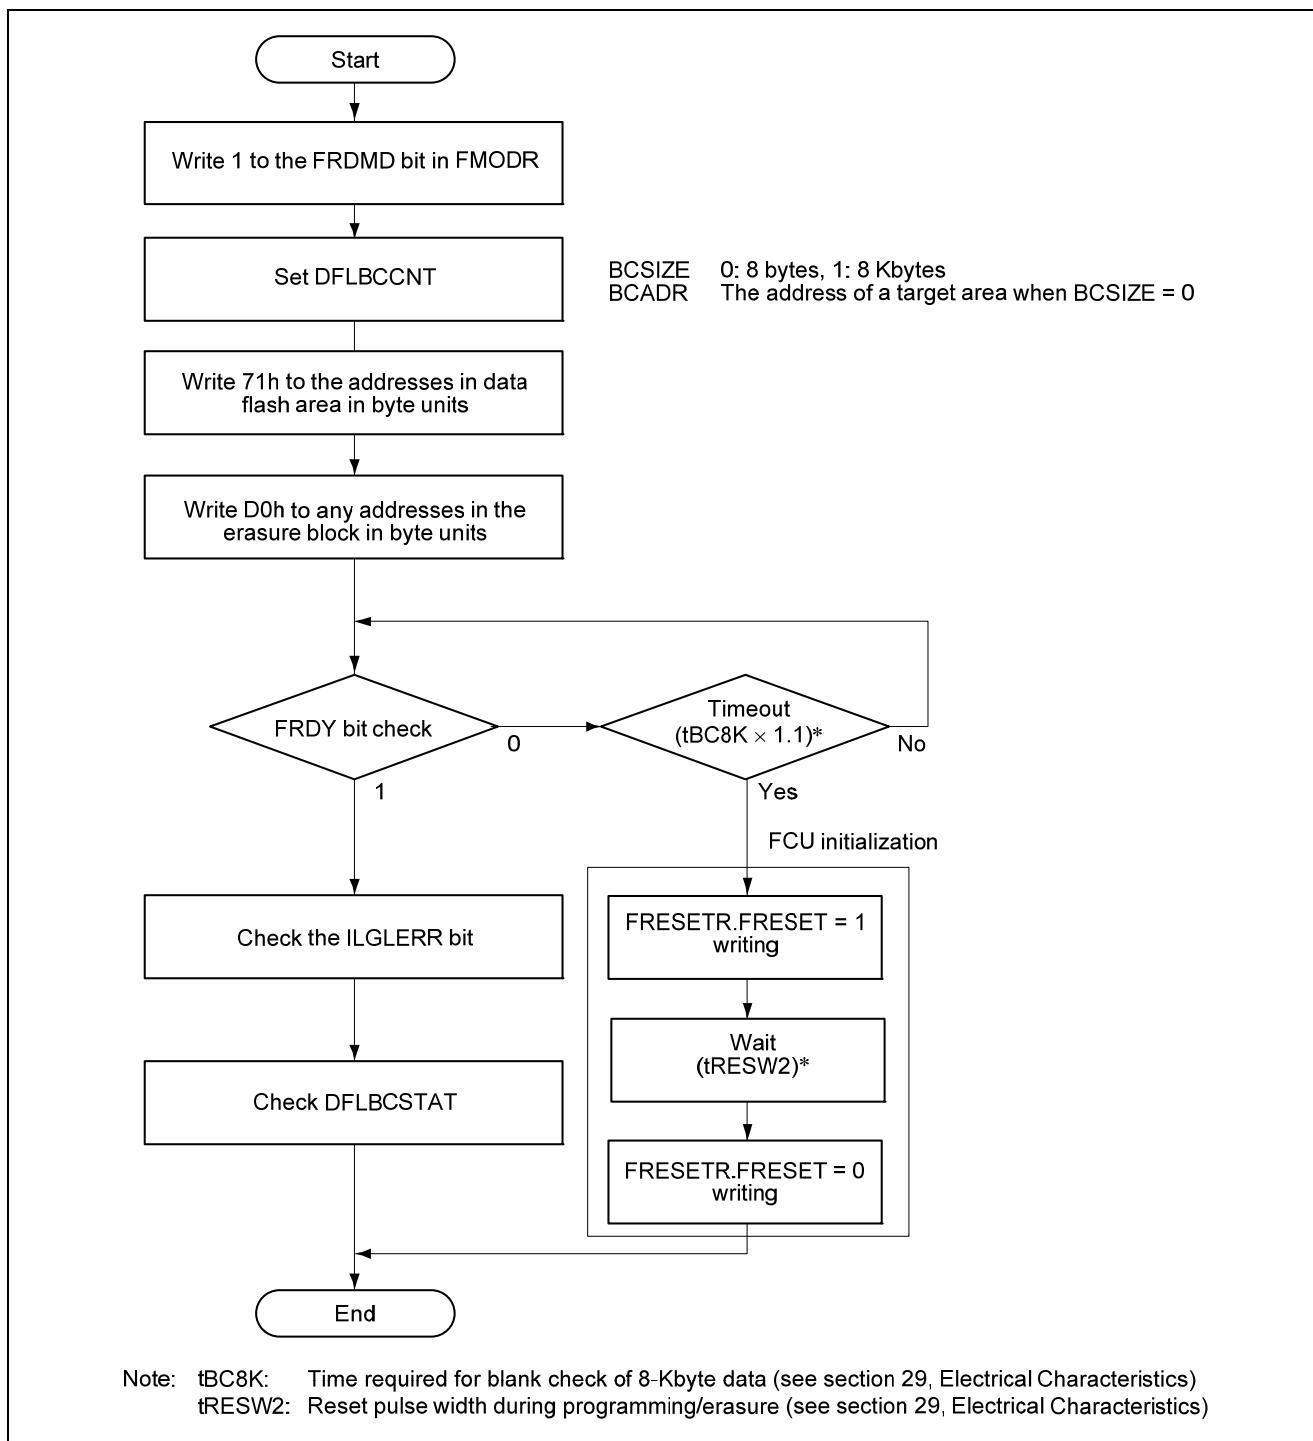 Start
Write 1 to the FRDMD bit in FMODR
Set DFLBCCNT
BCSIZE 0: 8 bytes, 1: 8 Kbytes
BCADR The address of a target area when BCSIZE = 0
Write 71h to the addresses in data
flash area in byte units
Write D0h to any addresses in the
erasure block in byte units
FRDY bit check
0
1
Timeout
(tBC8K × 1.1)*
No
Yes
FCU initialization
Check the ILGLERR bit
Check DFLBCSTAT
FRESETR.FRESET = 1
writing
Wait
(tRESW2)*
FRESETR.FRESET = 0
writing
End
Note: tBC8K: Time required for blank check of 8-Kbyte data (see section 29, Electrical Characteristics)
tRESW2: Reset pulse width during programming/erasure (see section 29, Electrical Characteristics)